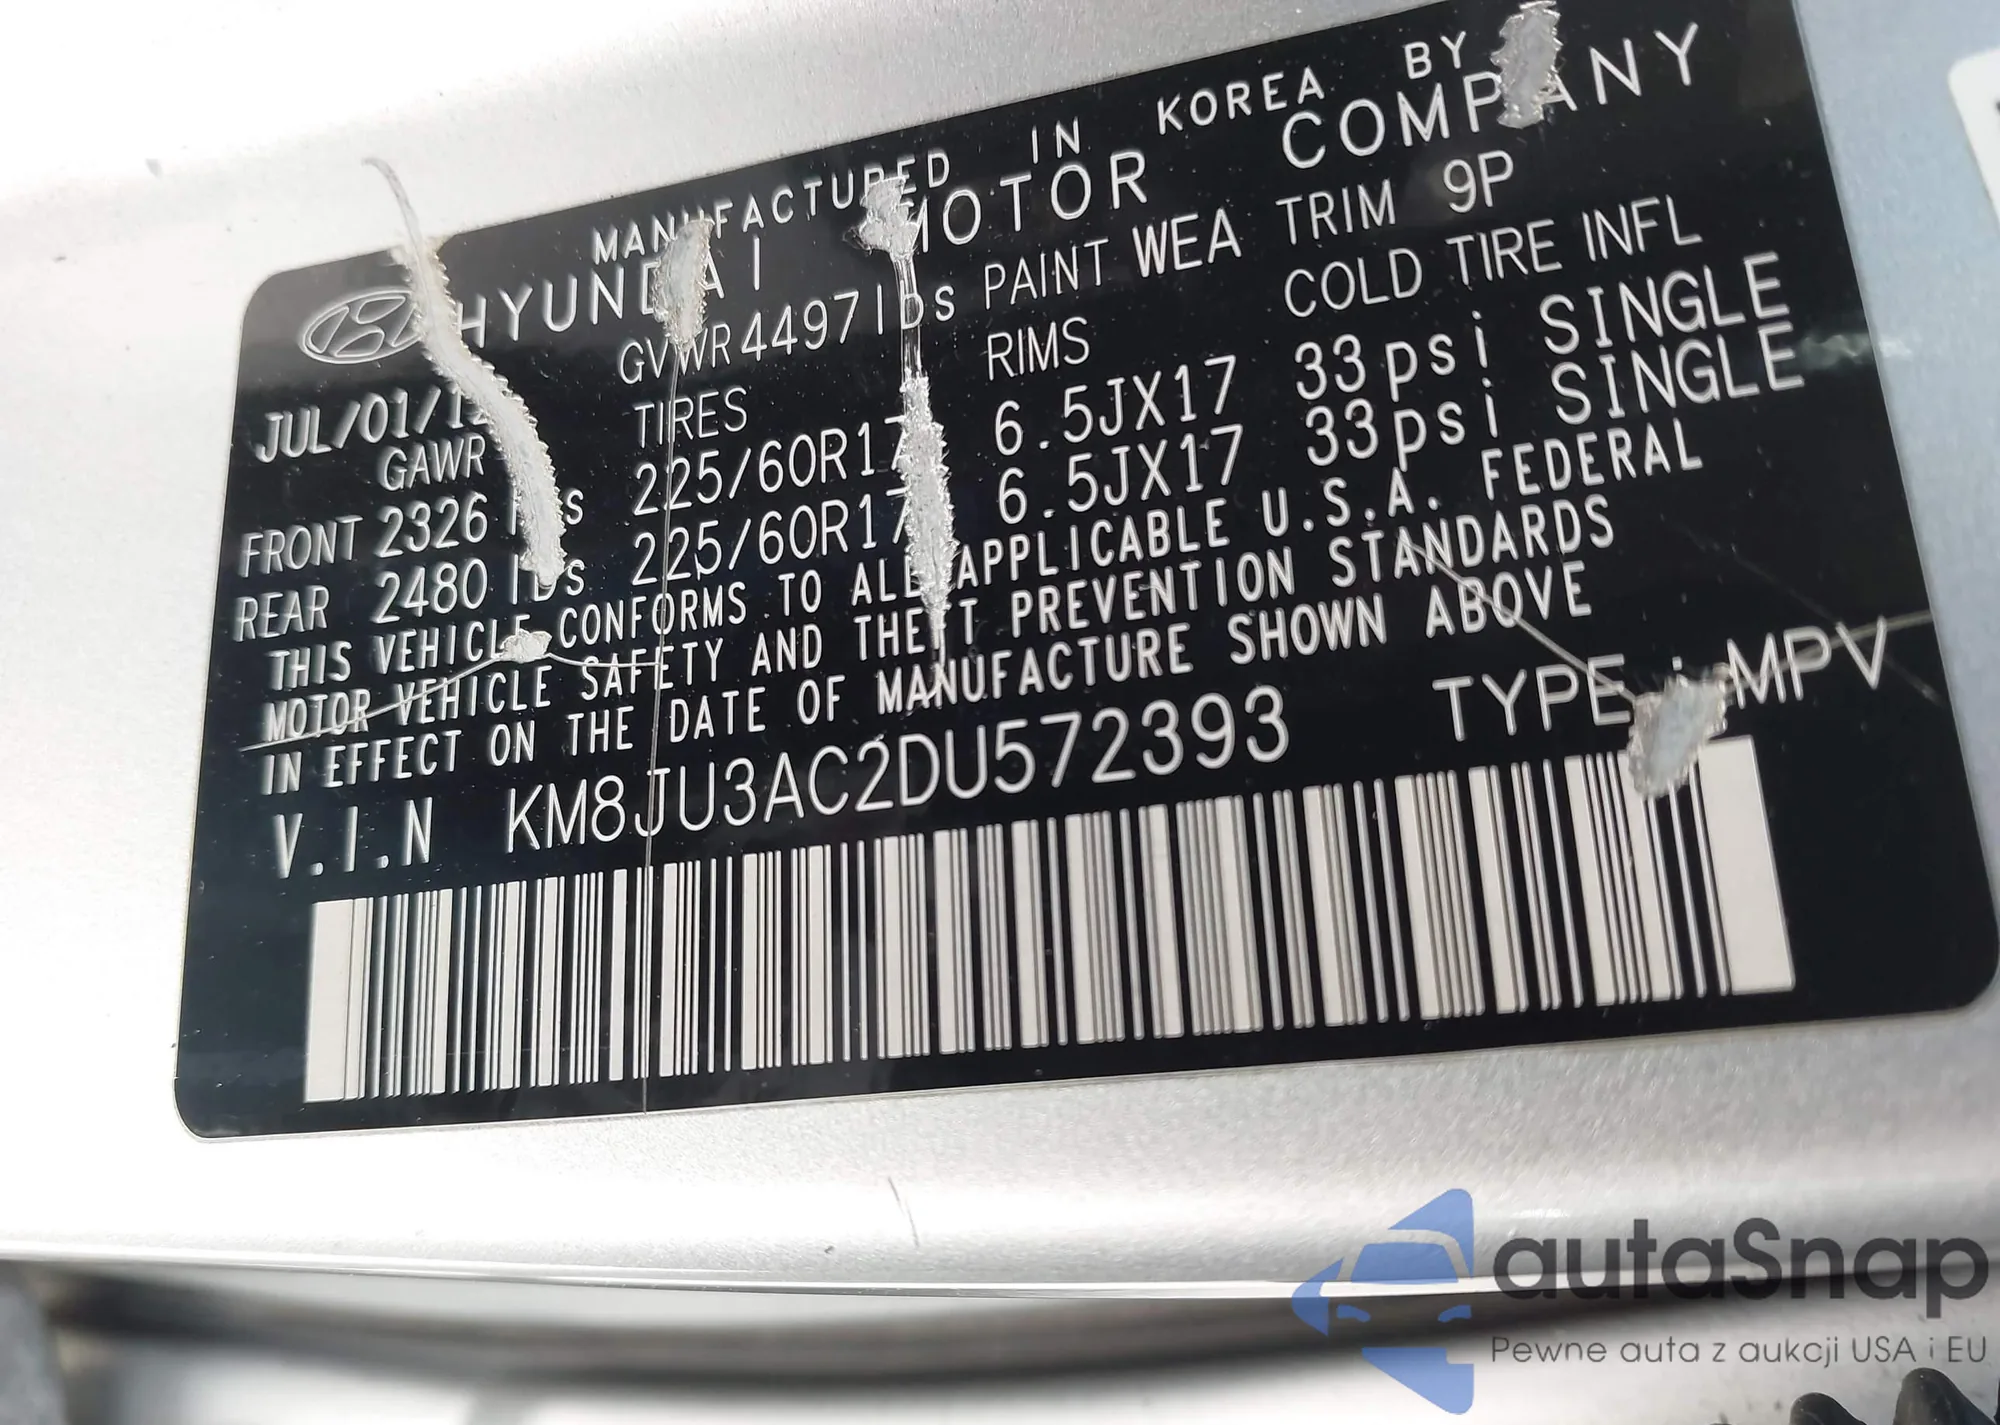 MANUFACTURED IN KOREA BY
HYUNDAI MOTOR COMPANY
JUL/01/12 GVWR 4497 lbs PAINT WEA TRIM 9P
GAWR TIRES RIMS COLD TIRE INFL
FRONT 2326 lbs 225/60R17 6.5JX17 33psi SINGLE
REAR 2480 lbs 225/60R17 6.5JX17 33psi SINGLE
THIS VEHICLE CONFORMS TO ALL APPLICABLE U.S.A. FEDERAL
MOTOR VEHICLE SAFETY AND THEFT PREVENTION STANDARDS
IN EFFECT ON THE DATE OF MANUFACTURE SHOWN ABOVE
V.I.N KM8JU3AC2DU572393 TYPE : MPV
autaSnap
Pewne auta z aukcji USA i EU